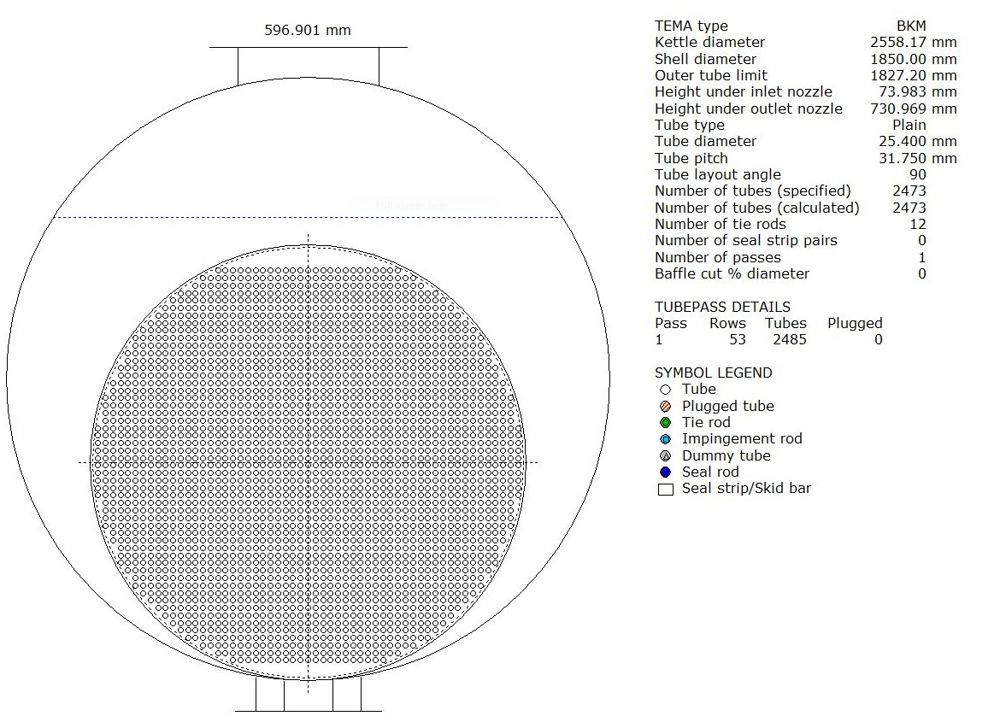 596.901 mm
TEMA type BKM
Kettle diameter 2558.17 mm
Shell diameter 1850.00 mm
Outer tube limit 1827.20 mm
Height under inlet nozzle 73.983 mm
Height under outlet nozzle 730.969 mm
Tube type Plain
Tube diameter 25.400 mm
Tube pitch 31.750 mm
Tube layout angle 90
Number of tubes (specified) 2473
Number of tubes (calculated) 2473
Number of tie rods 12
Number of seal strip pairs 0
Number of passes 1
Baffle cut % diameter 0
TUBEPASS DETAILS
Pass Rows Tubes Plugged
1 53 2485 0
SYMBOL LEGEND
Tube
Plugged tube
Tie rod
Impingement rod
Dummy tube
Seal rod
Seal strip/Skid bar